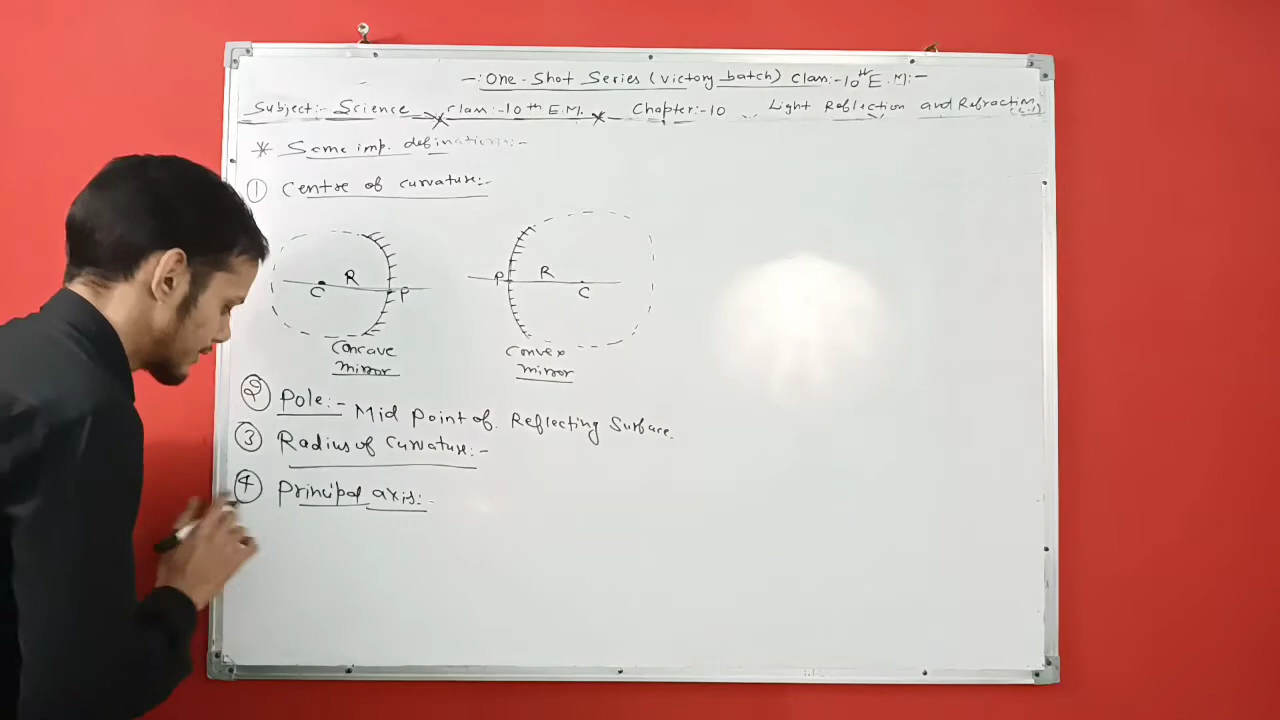 -: One-Shot Series (Victory batch) Class:-10th E.M.:-
Subject:- Science Class:-10th E.M. Chapter:-10 Light Reflection and Refraction (L-1)
* Some imp. definations:-
① Centre of curvature:-
R
C
P
Concave
mirror
P
R
C
Convex
mirror
② Pole:- Mid Point of. Reflecting Surface.
③ Radius of Curvature:-
④ Principal axis:-